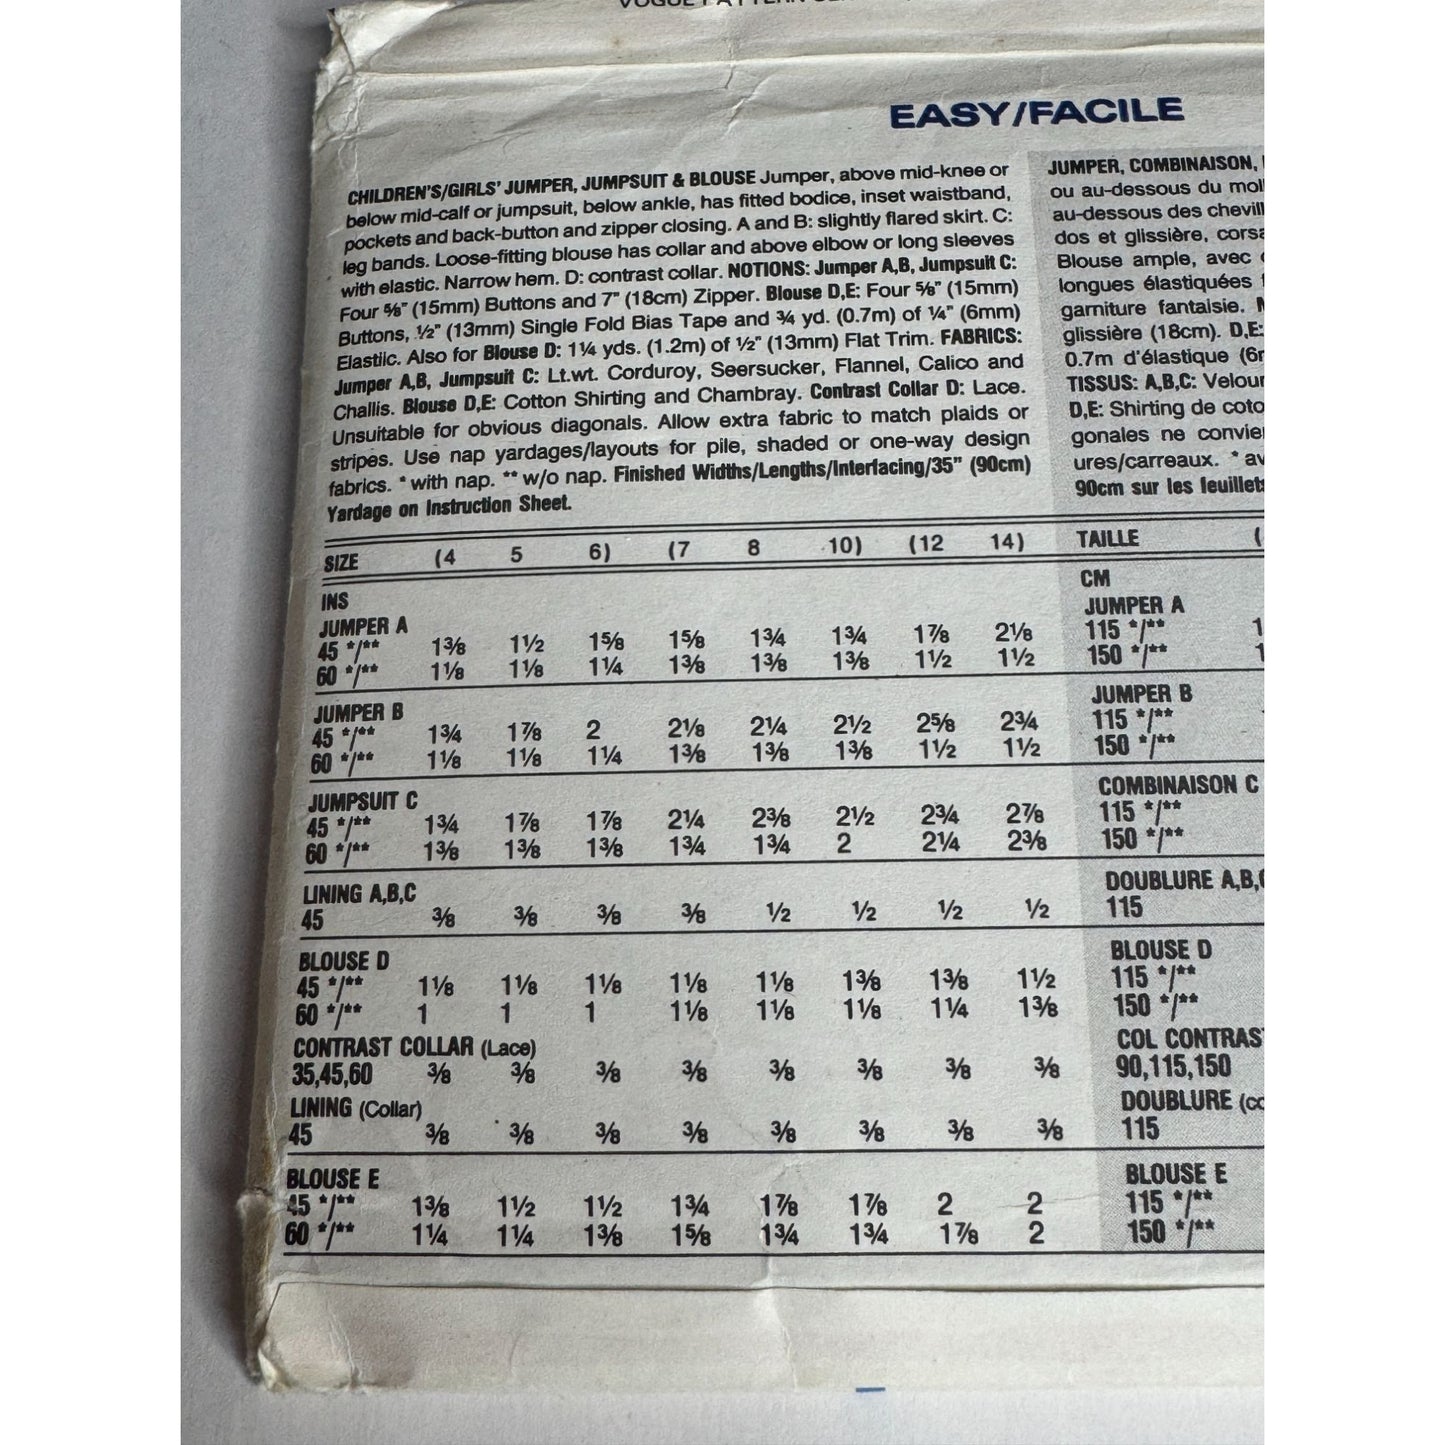 EASY/FACILE
CHILDREN'S/GIRLS' JUMPER, JUMPSUIT & BLOUSE Jumper, above mid-knee or
below mid-calf or jumpsuit, below ankle, has fitted bodice, inset waistband,
pockets and back-button and zipper closing. A and B: slightly flared skirt. C:
leg bands. Loose-fitting blouse has collar and above elbow or long sleeves
with elastic. Narrow hem. D: contrast collar. NOTIONS: Jumper A,B, Jumpsuit C:
Four ⅝" (15mm) Buttons and 7" (18cm) Zipper. Blouse D,E: Four ⅝" (15mm)
Buttons, ½" (13mm) Single Fold Bias Tape and ¾ yd. (0.7m) of ¼" (6mm)
Elastic. Also for Blouse D: 1¼ yds. (1.2m) of ½" (13mm) Flat Trim. FABRICS:
Jumper A,B, Jumpsuit C: Lt.wt. Corduroy, Seersucker, Flannel, Calico and
Challis. Blouse D,E: Cotton Shirting and Chambray. Contrast Collar D: Lace.
Unsuitable for obvious diagonals. Allow extra fabric to match plaids or
stripes. Use nap yardages/layouts for pile, shaded or one-way design
fabrics. * with nap. ** w/o nap. Finished Widths/Lengths/Interfacing/35" (90cm)
Yardage on Instruction Sheet.
SIZE (4 5 6) (7 8 10) (12 14)
INS
JUMPER A
45 */** 1⅜ 1½ 1⅝ 1⅝ 1¾ 1¾ 1⅞ 2⅛
60 */** 1⅛ 1⅛ 1¼ 1⅜ 1⅜ 1⅜ 1½ 1½
JUMPER B
45 */** 1¾ 1⅞ 2 2⅛ 2¼ 2½ 2⅝ 2¾
60 */** 1⅛ 1⅛ 1¼ 1⅜ 1⅜ 1⅜ 1½ 1½
JUMPSUIT C
45 */** 1¾ 1⅞ 1⅞ 2¼ 2⅜ 2½ 2¾ 2⅞
60 */** 1⅜ 1⅜ 1⅜ 1¾ 1¾ 2 2¼ 2⅜
LINING A,B,C
45 ⅜ ⅜ ⅜ ⅜ ½ ½ ½ ½
BLOUSE D
45 */** 1⅛ 1⅛ 1⅛ 1⅛ 1⅛ 1⅜ 1⅜ 1½
60 */** 1 1 1 1⅛ 1⅛ 1⅛ 1¼ 1⅜
CONTRAST COLLAR (Lace)
35,45,60 ⅜ ⅜ ⅜ ⅜ ⅜ ⅜ ⅜ ⅜
LINING (Collar)
45 ⅜ ⅜ ⅜ ⅜ ⅜ ⅜ ⅜ ⅜
BLOUSE E
45 */** 1⅜ 1½ 1½ 1¾ 1⅞ 1⅞ 2 2
60 */** 1¼ 1¼ 1⅜ 1⅝ 1¾ 1¾ 1⅞ 2
JUMPER, COMBINAISON,
ou au-dessous du mol
au-dessous des chevill
dos et glissière, corsa
Blouse ample, avec
longues élastiquées
garniture fantaisie.
glissière (18cm). D,E:
0.7m d'élastique (6
TISSUS: A,B,C: Velour
D,E: Shirting de coto
gonales ne convie
ures/carreaux. * av
90cm sur les feuillet
TAILLE (
CM
JUMPER A
115 */** 1
150 */** 1
JUMPER B
115 */**
150 */**
COMBINAISON C
115 */**
150 */**
DOUBLURE A,B,
115
BLOUSE D
115 */**
150 */**
COL CONTRAS
90,115,150
DOUBLURE (co
115
BLOUSE E
115 */**
150 */**